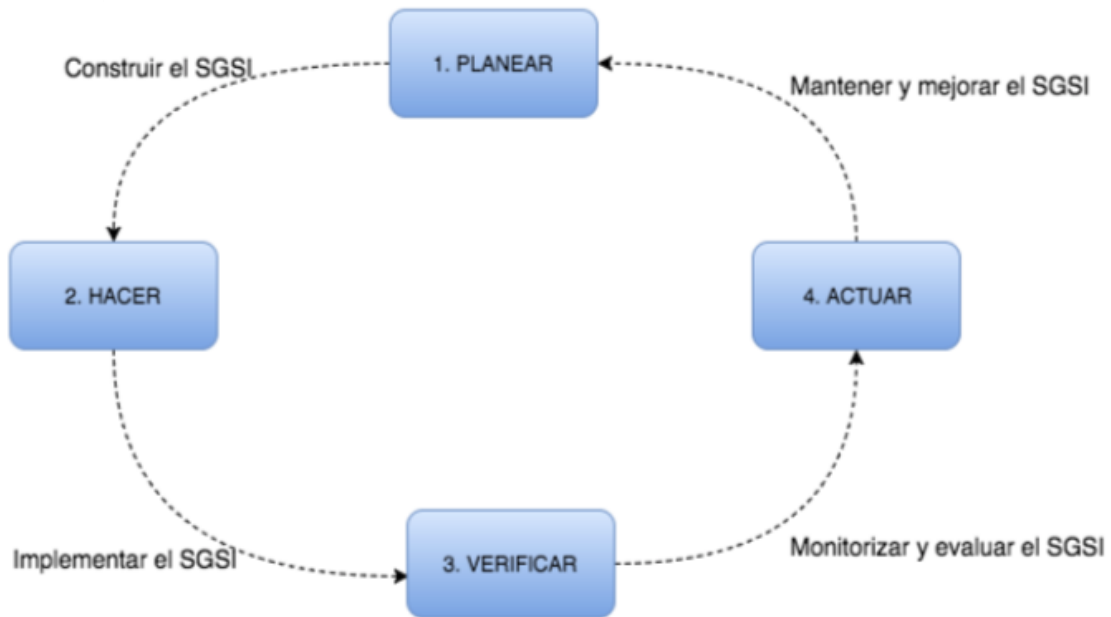 1. PLANEAR
Construir el SGSI
Mantener y mejorar el SGSI
2. HACER
4. ACTUAR
Implementar el SGSI
3. VERIFICAR
Monitorizar y evaluar el SGSI